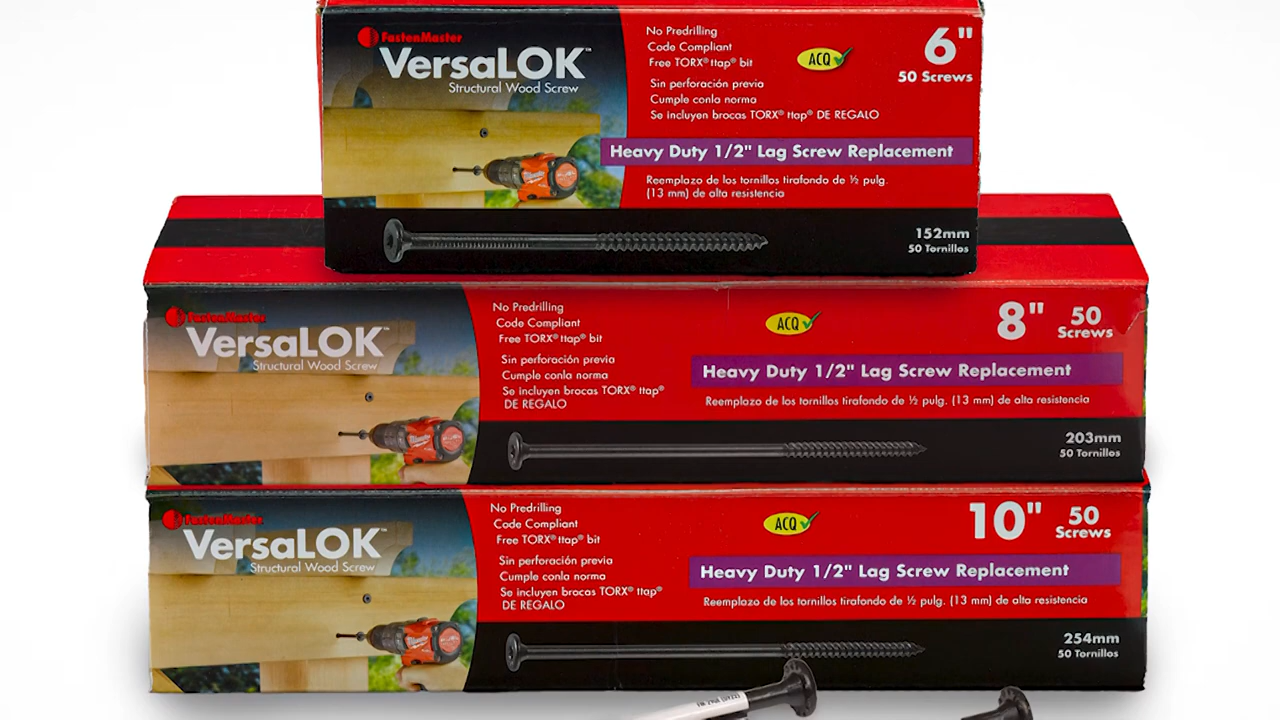 FastenMaster
VersaLOK™
Structural Wood Screw
No Predrilling
Code Compliant
Free TORX® ttap® bit
Sin perforación previa
Cumple conla norma
Se incluyen brocas TORX® ttap® DE REGALO
ACQ
6"
50 Screws
Heavy Duty 1/2" Lag Screw Replacement
Reemplazo de los tornillos tirafondo de ½ pulg.
(13 mm) de alta resistencia
152mm
50 Tornillos
FastenMaster
VersaLOK™
Structural Wood Screw
No Predrilling
Code Compliant
Free TORX® ttap® bit
Sin perforación previa
Cumple conla norma
Se incluyen brocas TORX® ttap®
DE REGALO
ACQ
8"
50
Screws
Heavy Duty 1/2" Lag Screw Replacement
Reemplazo de los tornillos tirafondo de ½ pulg. (13 mm) de alta resistencia
203mm
50 Tornillos
FastenMaster
VersaLOK™
Structural Wood Screw
No Predrilling
Code Compliant
Free TORX® ttap® bit
Sin perforación previa
Cumple conla norma
Se incluyen brocas TORX® ttap®
DE REGALO
ACQ
10"
50
Screws
Heavy Duty 1/2" Lag Screw Replacement
Reemplazo de los tornillos tirafondo de ½ pulg. (13 mm) de alta resistencia
254mm
50 Tornillos